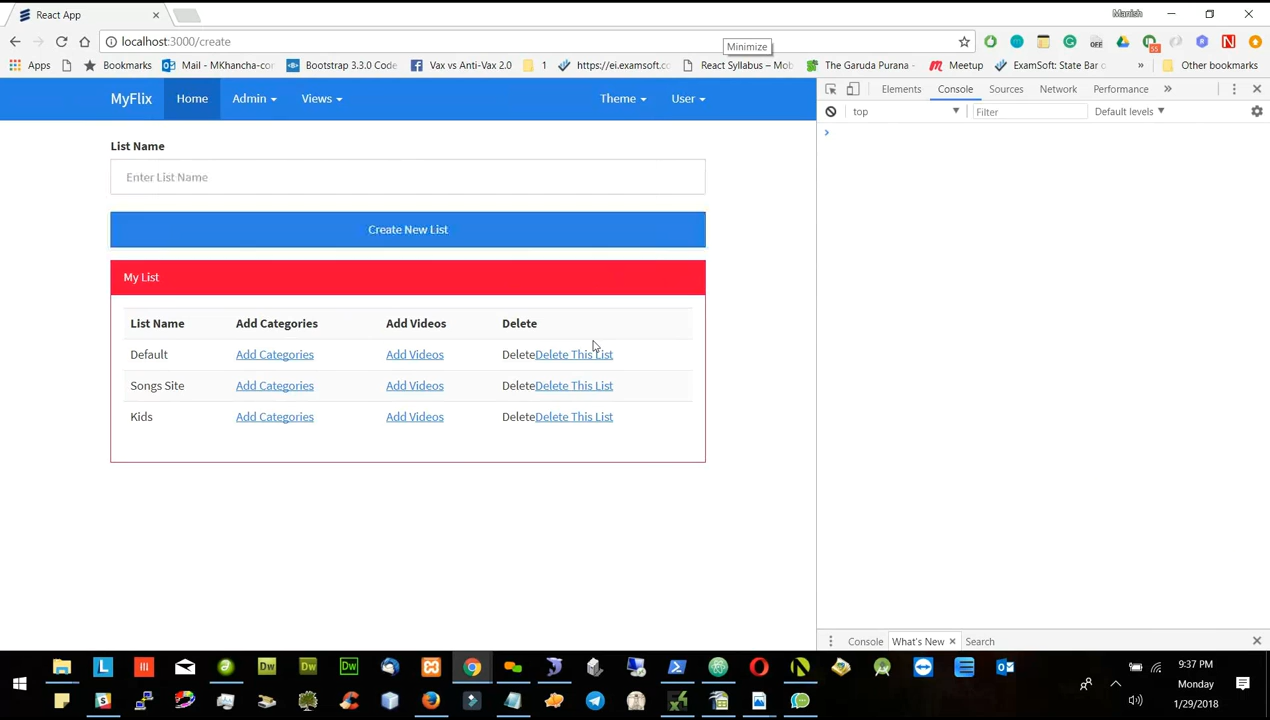 React App
Manish
localhost:3000/create
Minimize
OFF
55
Apps Bookmarks Mail - MKhancha-cor Bootstrap 3.3.0 Code Vax vs Anti-Vax 2.0 1 https://ei.examsoft.c React Syllabus – Mob The Garuda Purana - Meetup ExamSoft: State Bar o » Other bookmarks
MyFlix Home Admin Views Theme User
Elements Console Sources Network Performance »
top Filter Default levels
List Name
Enter List Name
Create New List
My List
List Name Add Categories Add Videos Delete
Default Add Categories Add Videos DeleteDelete This List
Songs Site Add Categories Add Videos DeleteDelete This List
Kids Add Categories Add Videos DeleteDelete This List
Console What's New Search
9:37 PM
Monday
1/29/2018